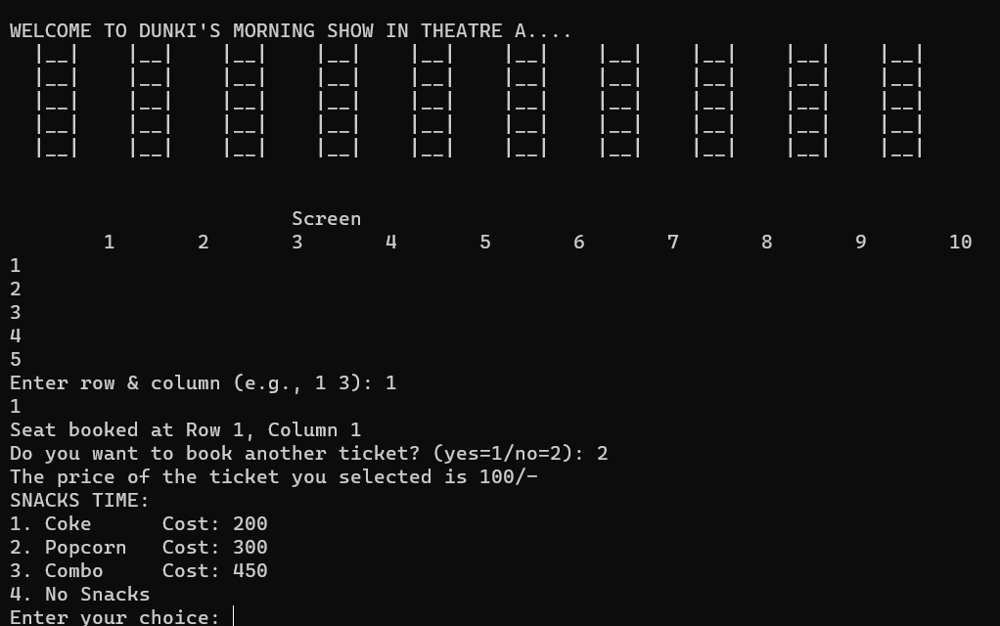 WELCOME TO DUNKI'S MORNING SHOW IN THEATRE A....
|__| |__| |__| |__| |__| |__| |__| |__| |__| |__|
|__| |__| |__| |__| |__| |__| |__| |__| |__| |__|
|__| |__| |__| |__| |__| |__| |__| |__| |__| |__|
|__| |__| |__| |__| |__| |__| |__| |__| |__| |__|
|__| |__| |__| |__| |__| |__| |__| |__| |__| |__|
Screen
1 2 3 4 5 6 7 8 9 10
1
2
3
4
5
Enter row & column (e.g., 1 3): 1
1
Seat booked at Row 1, Column 1
Do you want to book another ticket? (yes=1/no=2): 2
The price of the ticket you selected is 100/-
SNACKS TIME:
1. Coke Cost: 200
2. Popcorn Cost: 300
3. Combo Cost: 450
4. No Snacks
Enter your choice: